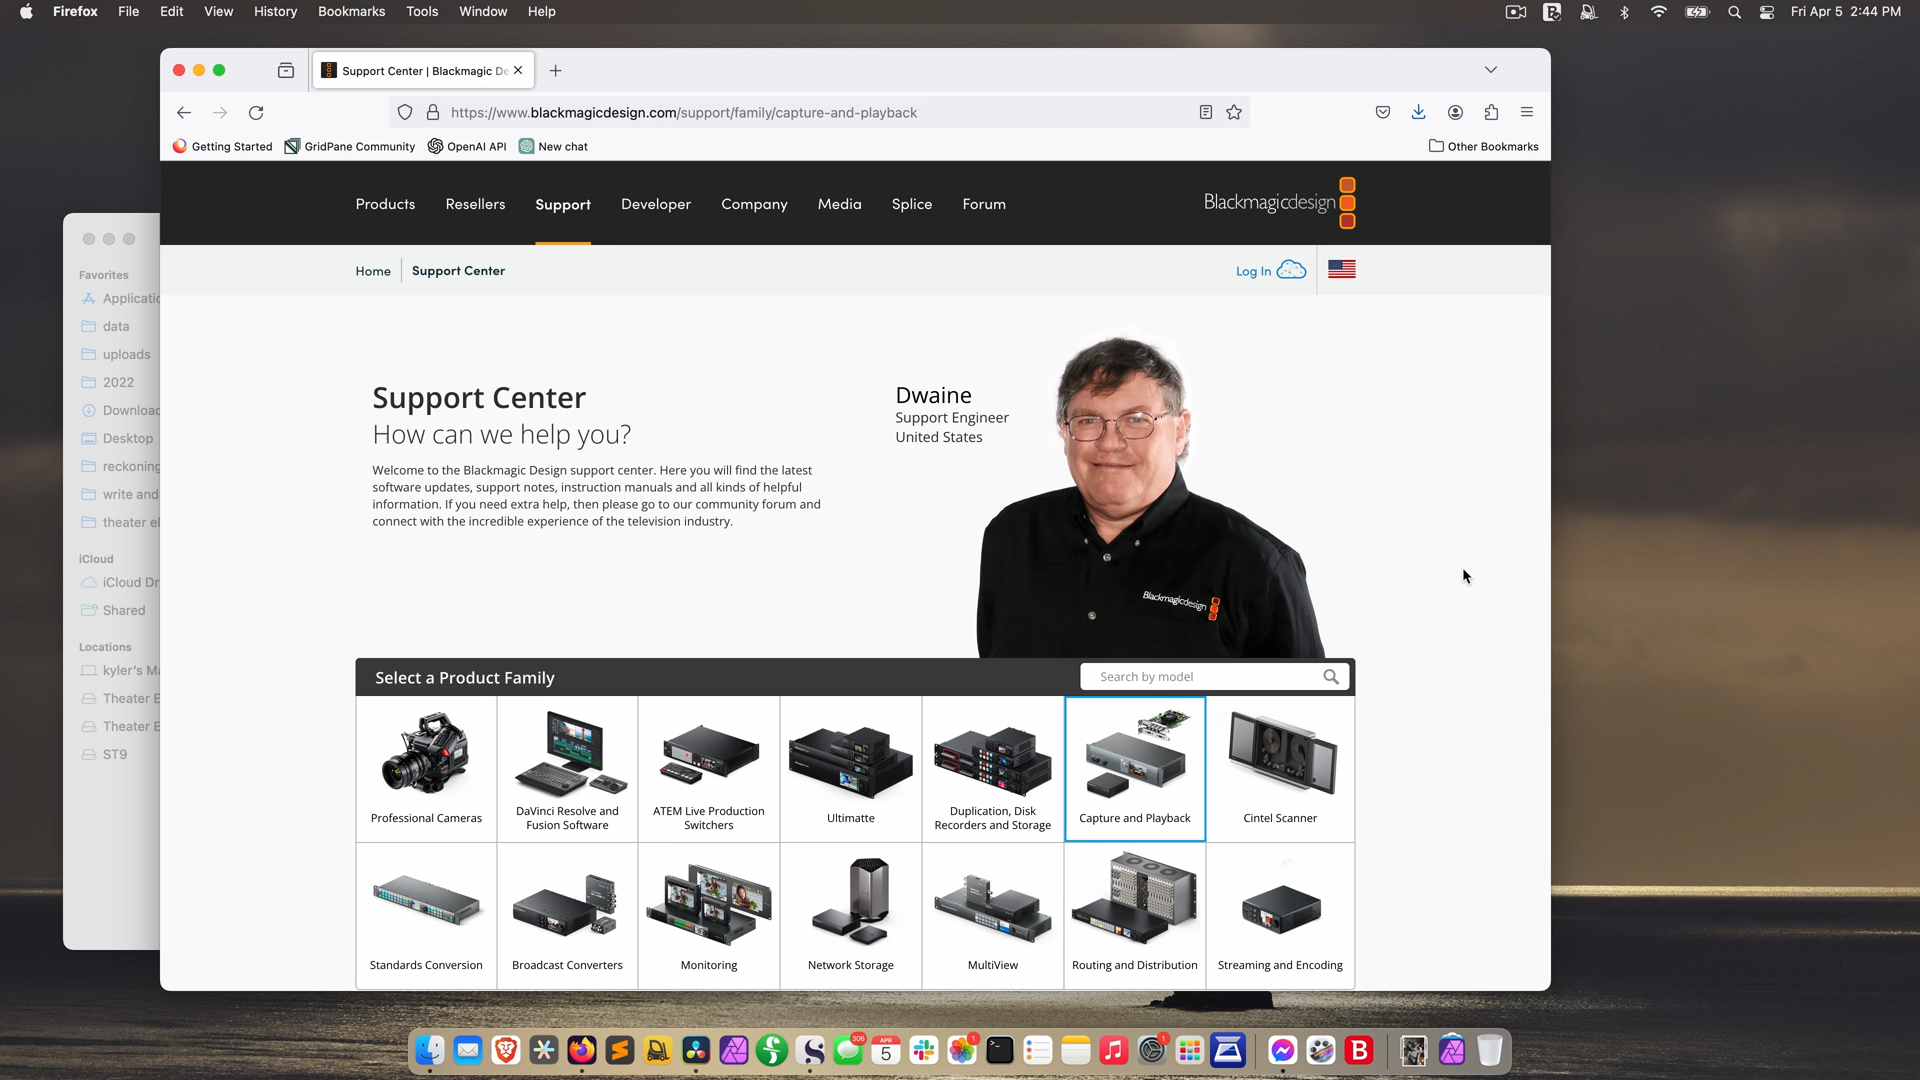 Firefox File Edit View History Bookmarks Tools Window Help
Fri Apr 5 2:44 PM
Support Center | Blackmagic De
https://www.blackmagicdesign.com/support/family/capture-and-playback
Getting Started GridPane Community OpenAI API New chat Other Bookmarks
Products Resellers Support Developer Company Media Splice Forum
Blackmagicdesign
Home Support Center
Log In
Favorites
Applicatio
data
uploads
2022
Download
Desktop
reckoning
write and
theater el
iCloud
iCloud Dr
Shared
Locations
kyler's Ma
Theater E
Theater E
ST9
Support Center
How can we help you?
Welcome to the Blackmagic Design support center. Here you will find the latest
software updates, support notes, instruction manuals and all kinds of helpful
information. If you need extra help, then please go to our community forum and
connect with the incredible experience of the television industry.
Dwaine
Support Engineer
United States
Blackmagicdesign
Select a Product Family
Search by model
Professional Cameras
DaVinci Resolve and
Fusion Software
ATEM Live Production
Switchers
Ultimatte
Duplication, Disk
Recorders and Storage
Capture and Playback
Cintel Scanner
Standards Conversion
Broadcast Converters
Monitoring
Network Storage
MultiView
Routing and Distribution
Streaming and Encoding
306
APR
5
1
1
B